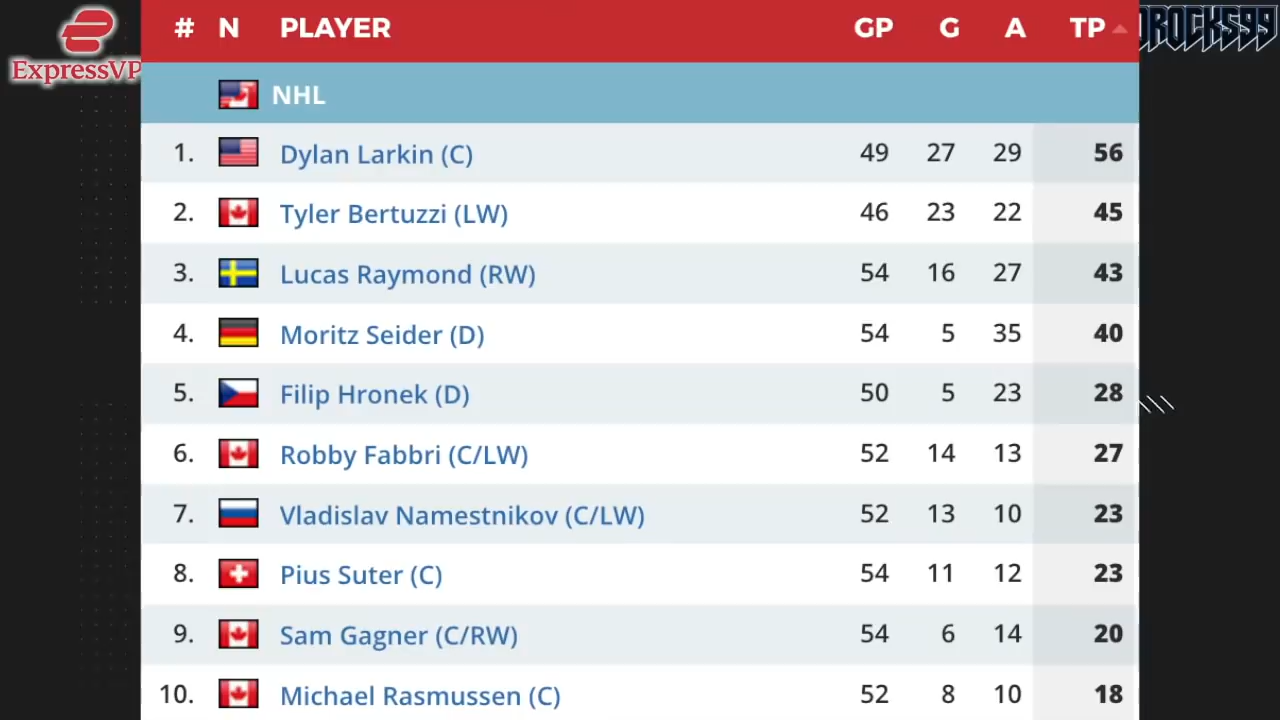 # N PLAYER GP G A TP
NHL
1. Dylan Larkin (C) 49 27 29 56
2. Tyler Bertuzzi (LW) 46 23 22 45
3. Lucas Raymond (RW) 54 16 27 43
4. Moritz Seider (D) 54 5 35 40
5. Filip Hronek (D) 50 5 23 28
6. Robby Fabbri (C/LW) 52 14 13 27
7. Vladislav Namestnikov (C/LW) 52 13 10 23
8. Pius Suter (C) 54 11 12 23
9. Sam Gagner (C/RW) 54 6 14 20
10. Michael Rasmussen (C) 52 8 10 18
ExpressVP
DROCKS99